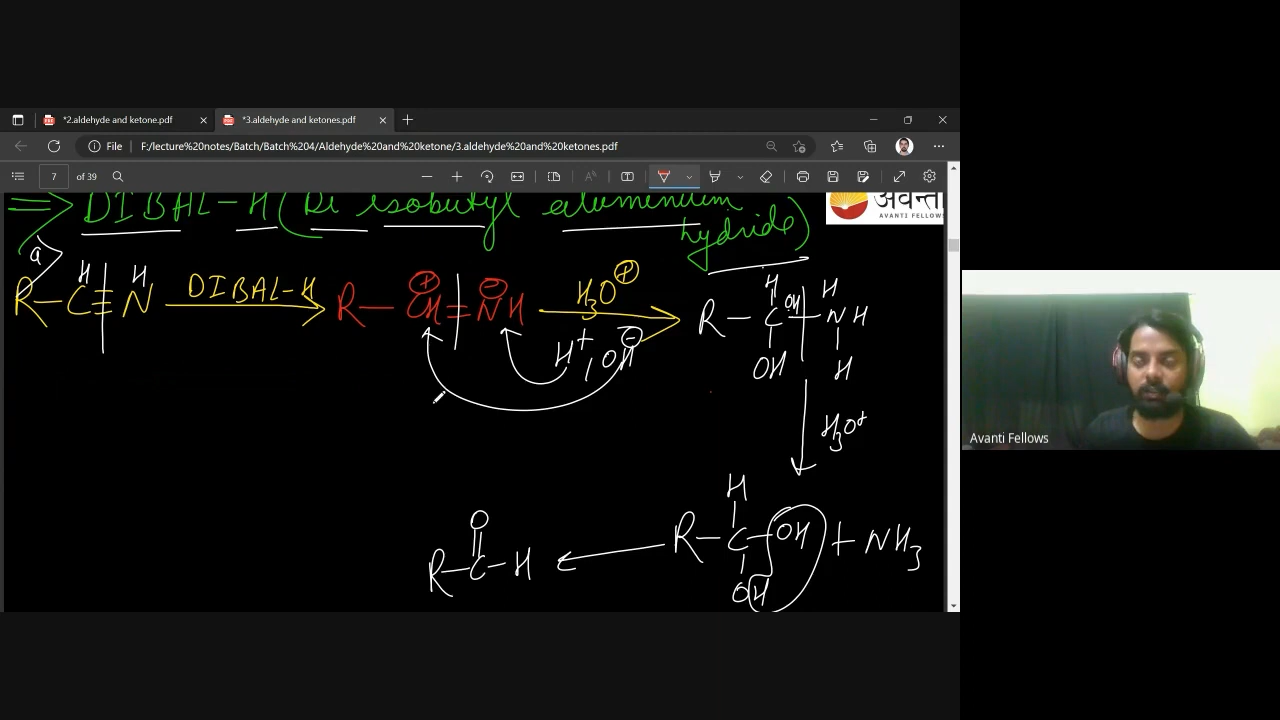 *2.aldehyde and ketone.pdf
*3.aldehyde and ketones.pdf
File F:/lecture%20notes/Batch/Batch%204/Aldehyde%20and%20ketone/3.aldehyde%20and%20ketones.pdf
7 of 39
⇒ DIBAL-H (Di isobutyl alumenium
hydride)
अवन्ती
AVANTI FELLOWS
a>
H H
R-C≡N DIBAL-H R-CH=NH H3O+
⊕ ⊖
H+, OH⊖
H OH H
R-C-N H
OH H
H3O+
H
R-C-OH + NH3
OH
O
R-C-H
Avanti Fellows